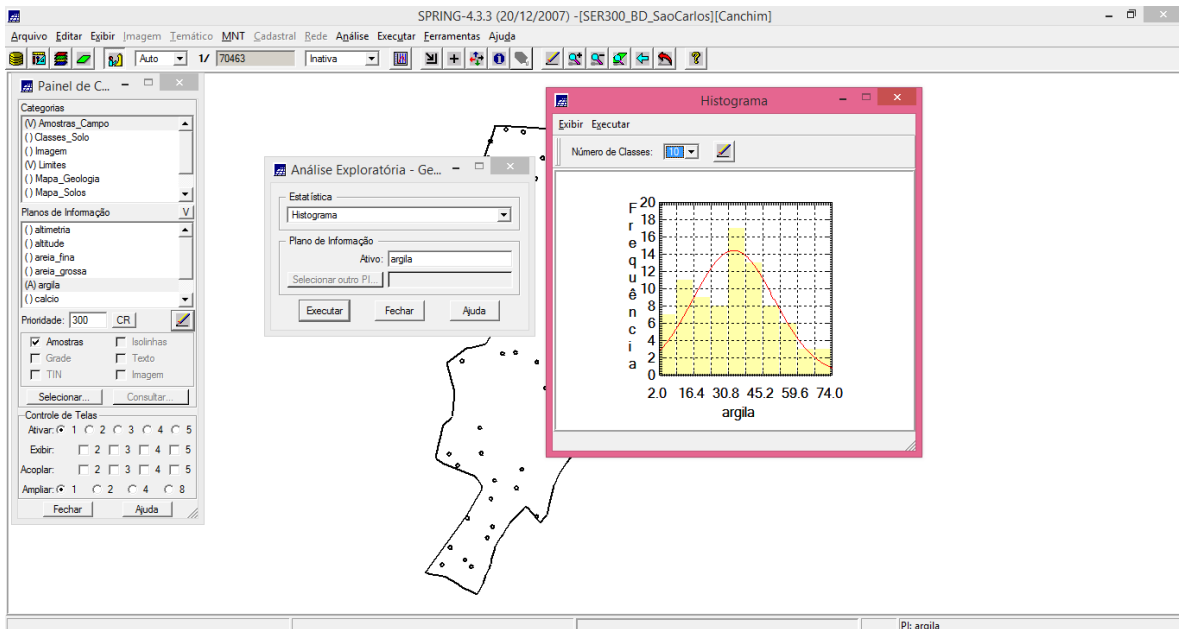 SPRING-4.3.3 (20/12/2007) -[SER300_BD_SaoCarlos][Canchim]
Arquivo Editar Exibir Imagem Temático MNT Cadastral Rede Análise Executar Ferramentas Ajuda
Auto 1/ 70463 Inativa
Painel de C...
Categorias
(V) Amostras_Campo
( ) Classes_Solo
( ) Imagem
(V) Limites
( ) Mapa_Geologia
( ) Mapa_Solos
Planos de Informação V
( ) altimetria
( ) altitude
( ) areia_fina
( ) areia_grossa
(A) argila
( ) calcio
Prioridade: 300 CR
Amostras Isolinhas
Grade Texto
TIN Imagem
Selecionar... Consultar...
Controle de Telas
Ativar: 1 2 3 4 5
Exibir: 2 3 4 5
Acoplar: 2 3 4 5
Ampliar: 1 2 4 8
Fechar Ajuda
Análise Exploratória - Ge...
Estatística
Histograma
Plano de Informação
Ativo: argila
Selecionar outro PI...
Executar Fechar Ajuda
Histograma
Exibir Executar
Número de Classes: 10
Frequência
20
18
16
14
12
10
8
6
4
2
0
2.0 16.4 30.8 45.2 59.6 74.0
argila
PI: argila